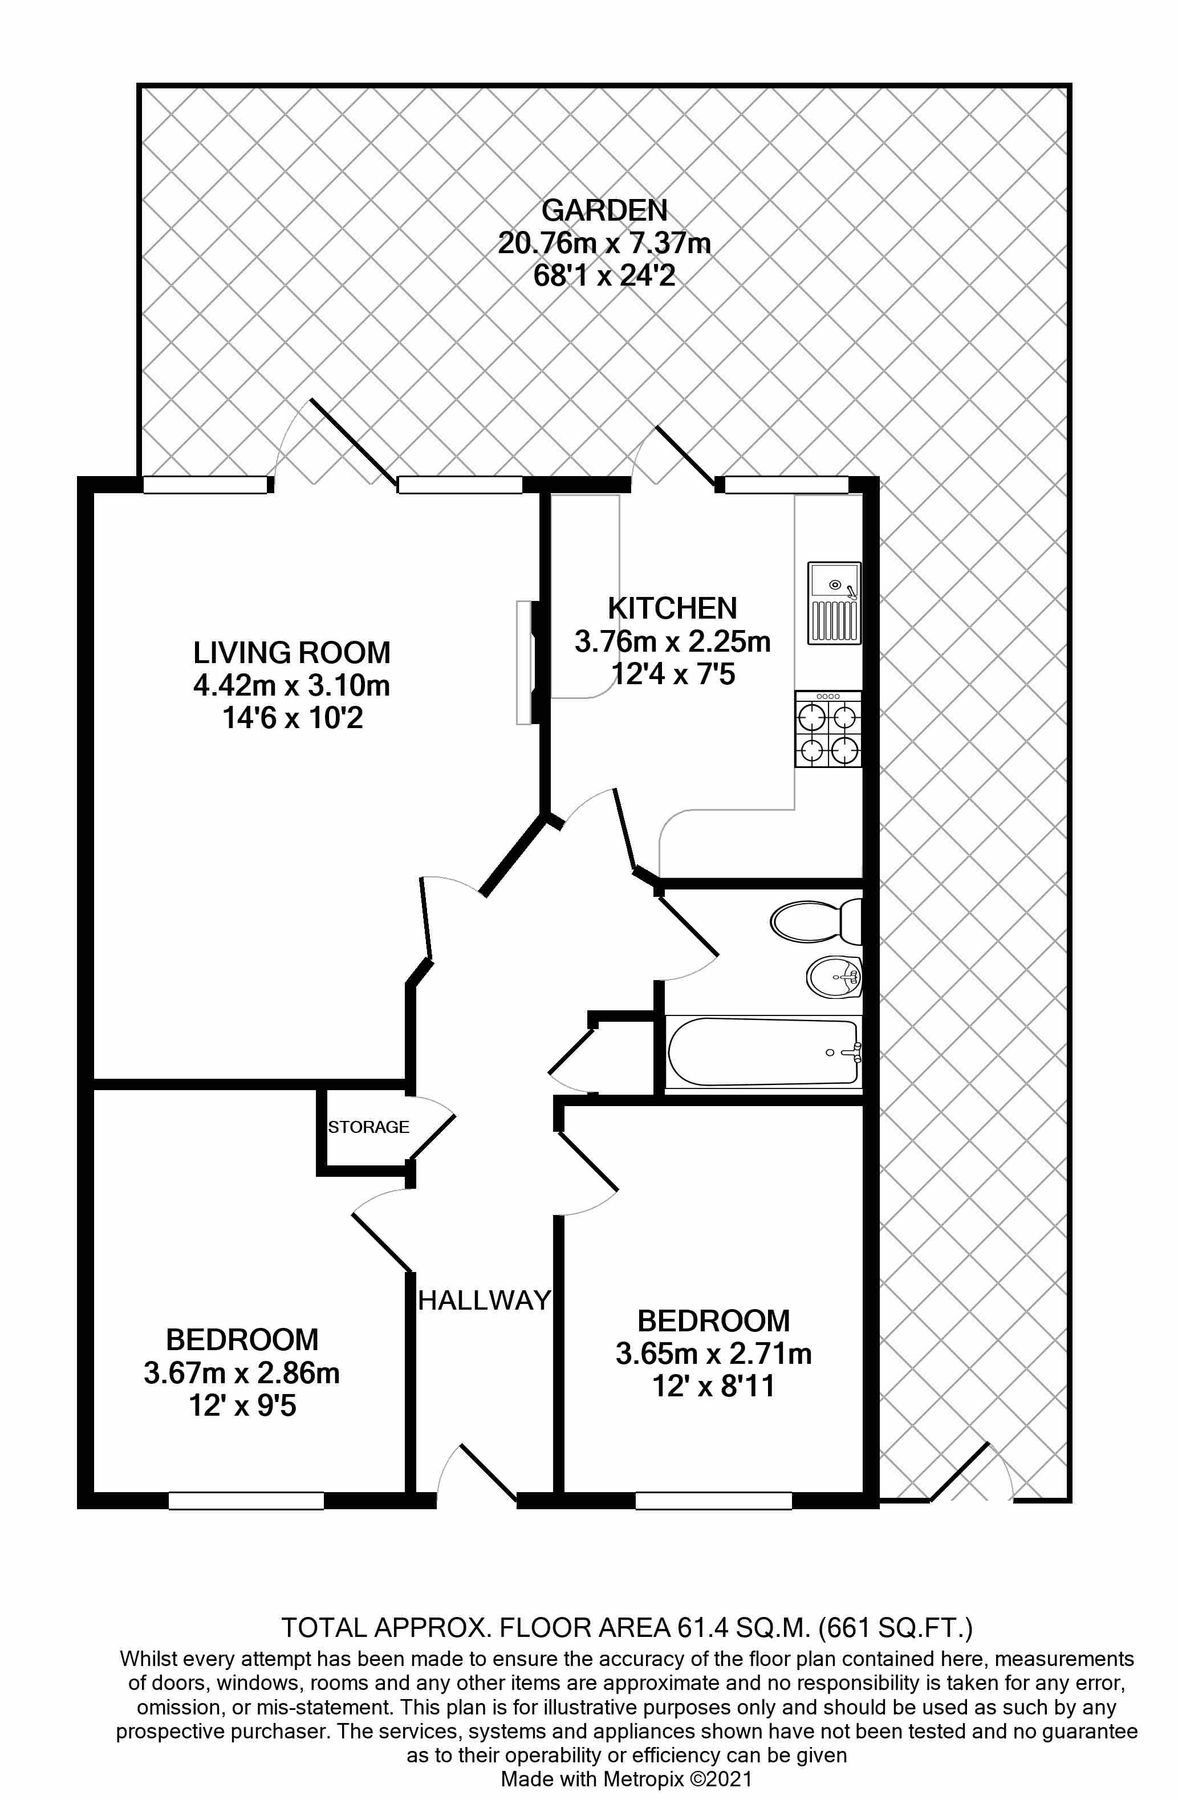 GARDEN
20.76m x 7.37m
68'1 x 24'2
KITCHEN
3.76m x 2.25m
12'4 x 7'5
LIVING ROOM
4.42m x 3.10m
14'6 x 10'2
STORAGE
HALLWAY
BEDROOM
3.65m x 2.71m
12' x 8'11
BEDROOM
3.67m x 2.86m
12' x 9'5
TOTAL APPROX. FLOOR AREA 61.4 SQ.M. (661 SQ.FT.)
Whilst every attempt has been made to ensure the accuracy of the floor plan contained here, measurements
of doors, windows, rooms and any other items are approximate and no responsibility is taken for any error,
omission, or mis-statement. This plan is for illustrative purposes only and should be used as such by any
prospective purchaser. The services, systems and appliances shown have not been tested and no guarantee
as to their operability or efficiency can be given
Made with Metropix ©2021